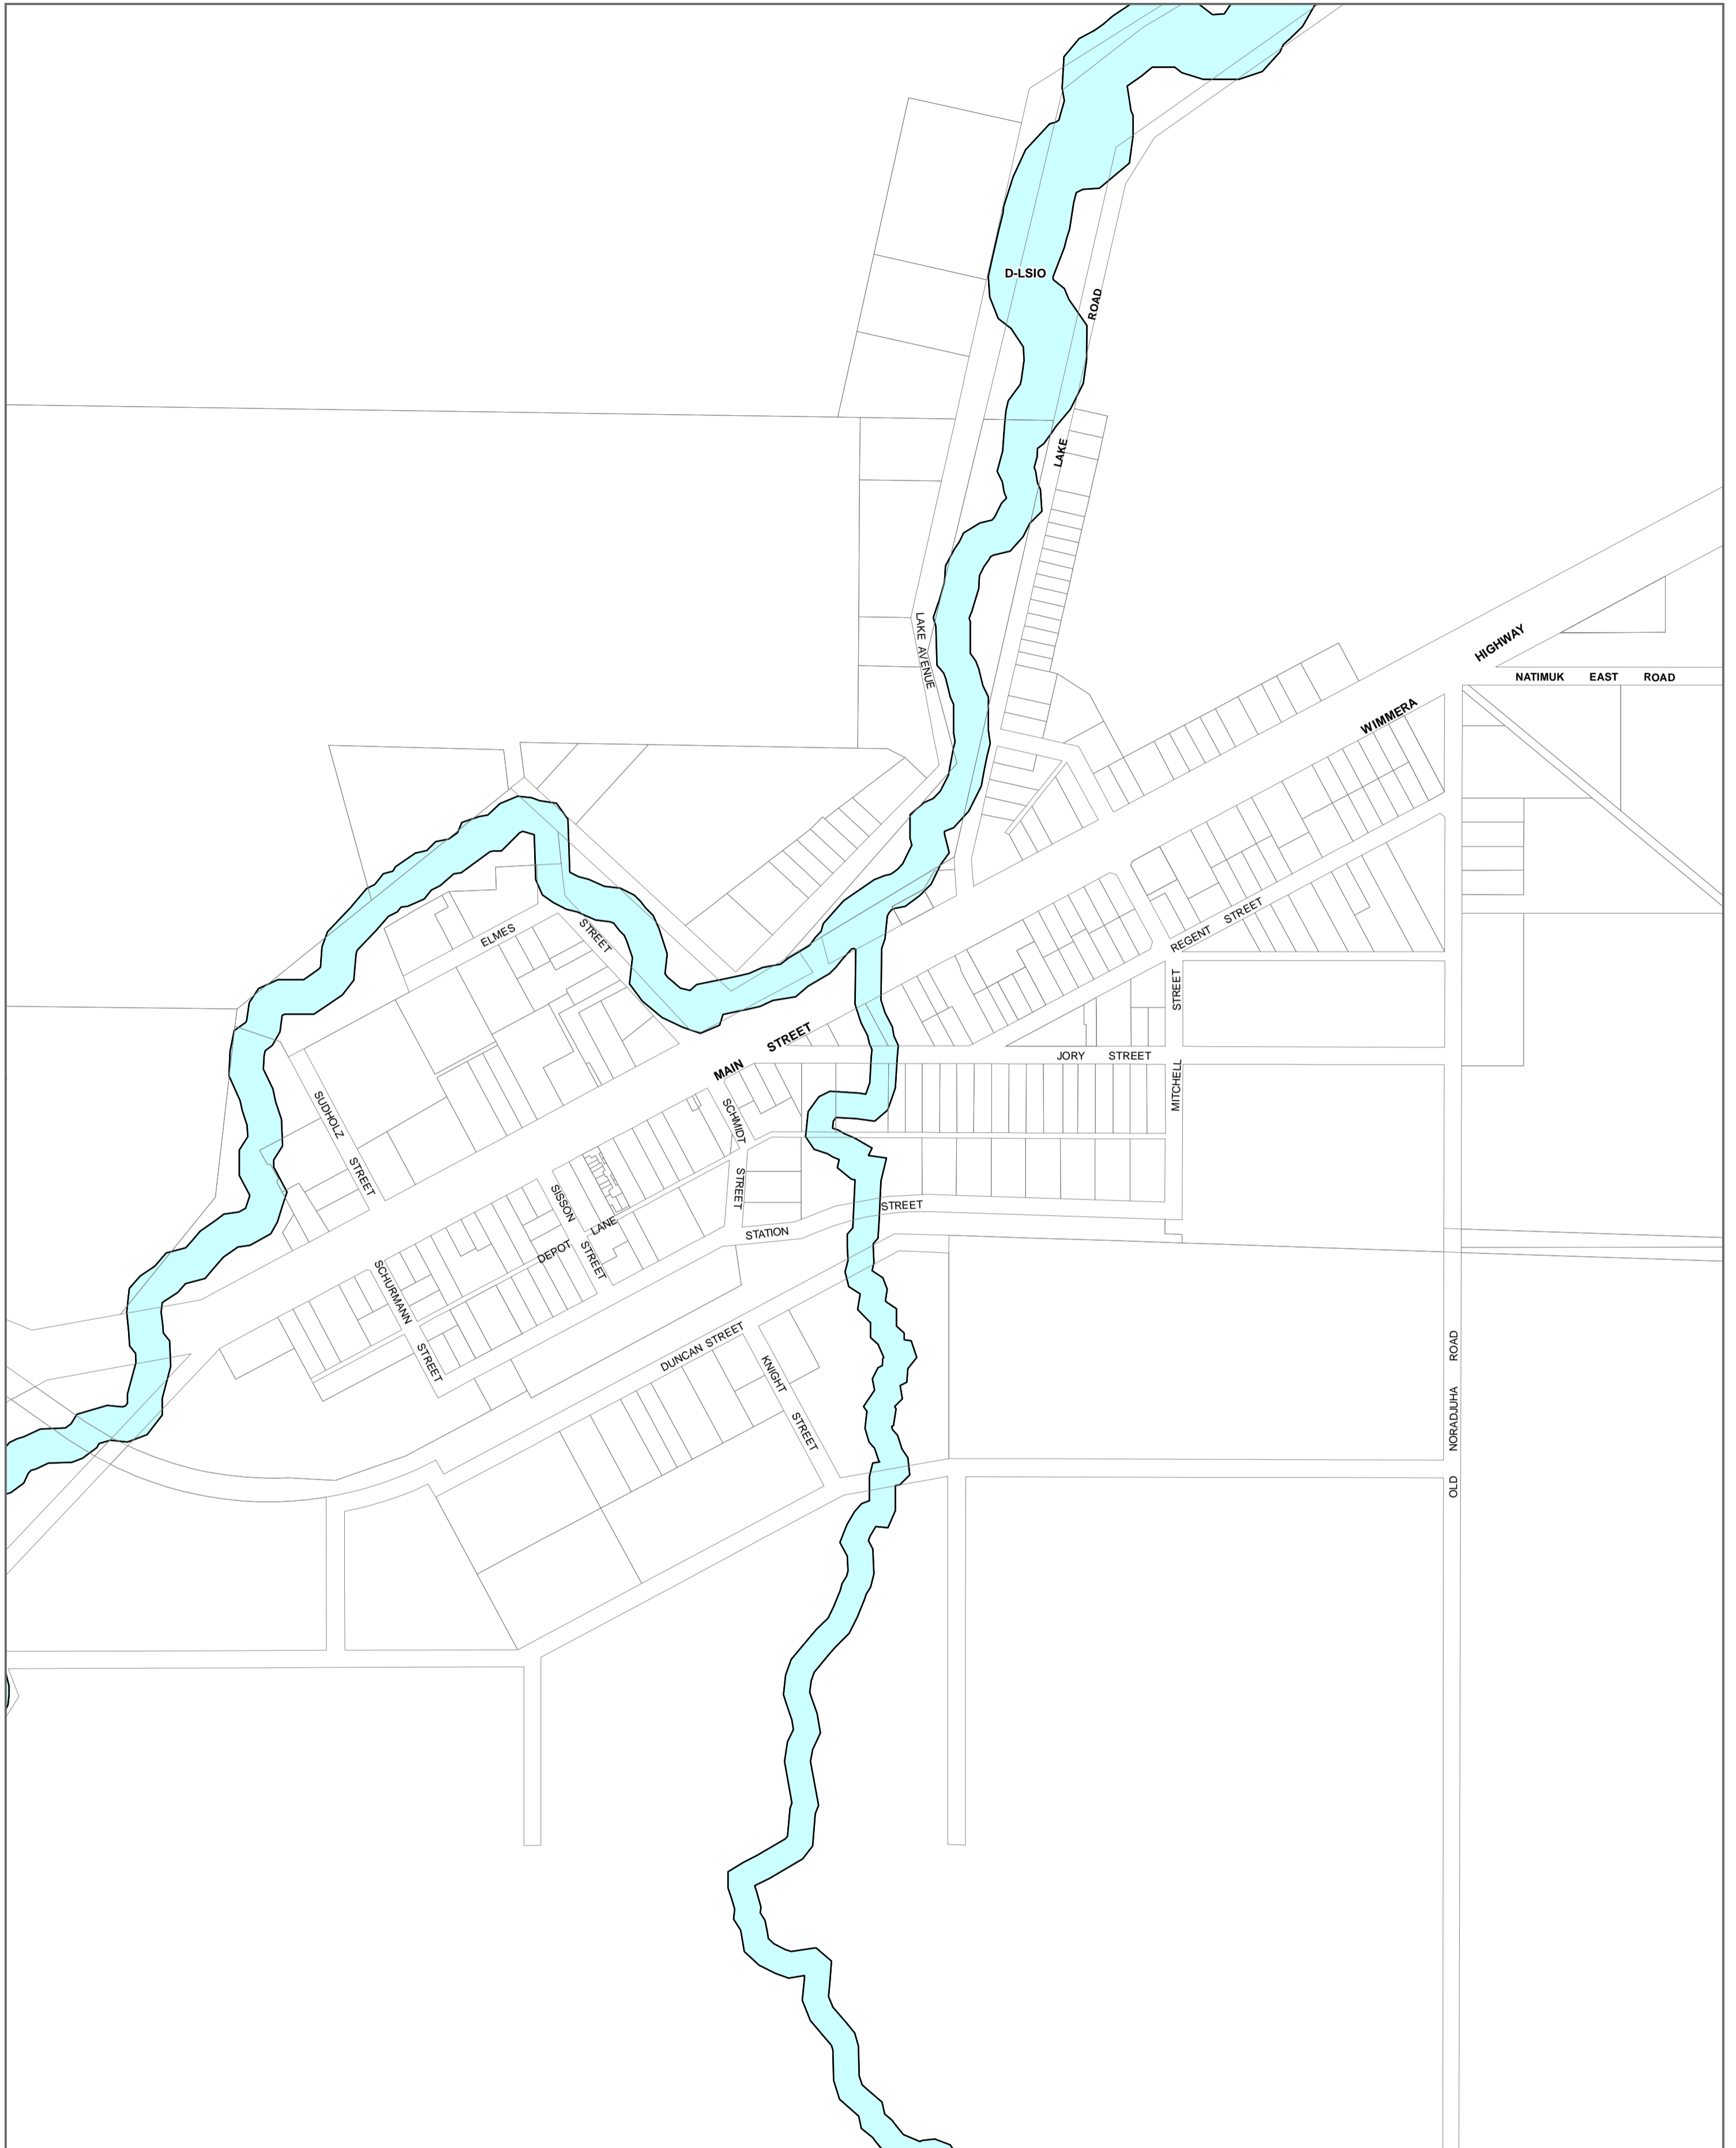 D-LSIO
ROAD
LAKE
LAKE AVENUE
HIGHWAY
NATIMUK EAST ROAD
WIMMERA
ELMES
STREET
REGENT STREET
STREET
MAIN STREET
JORY STREET
MITCHELL
SUDHOLZ
STREET
SCHMIDT
STREET
SISSON
STREET
DEPOT LANE
STATION
STREET
SCHURMANN
STREET
DUNCAN STREET
KNIGHT
STREET
OLD NORADJUHA ROAD